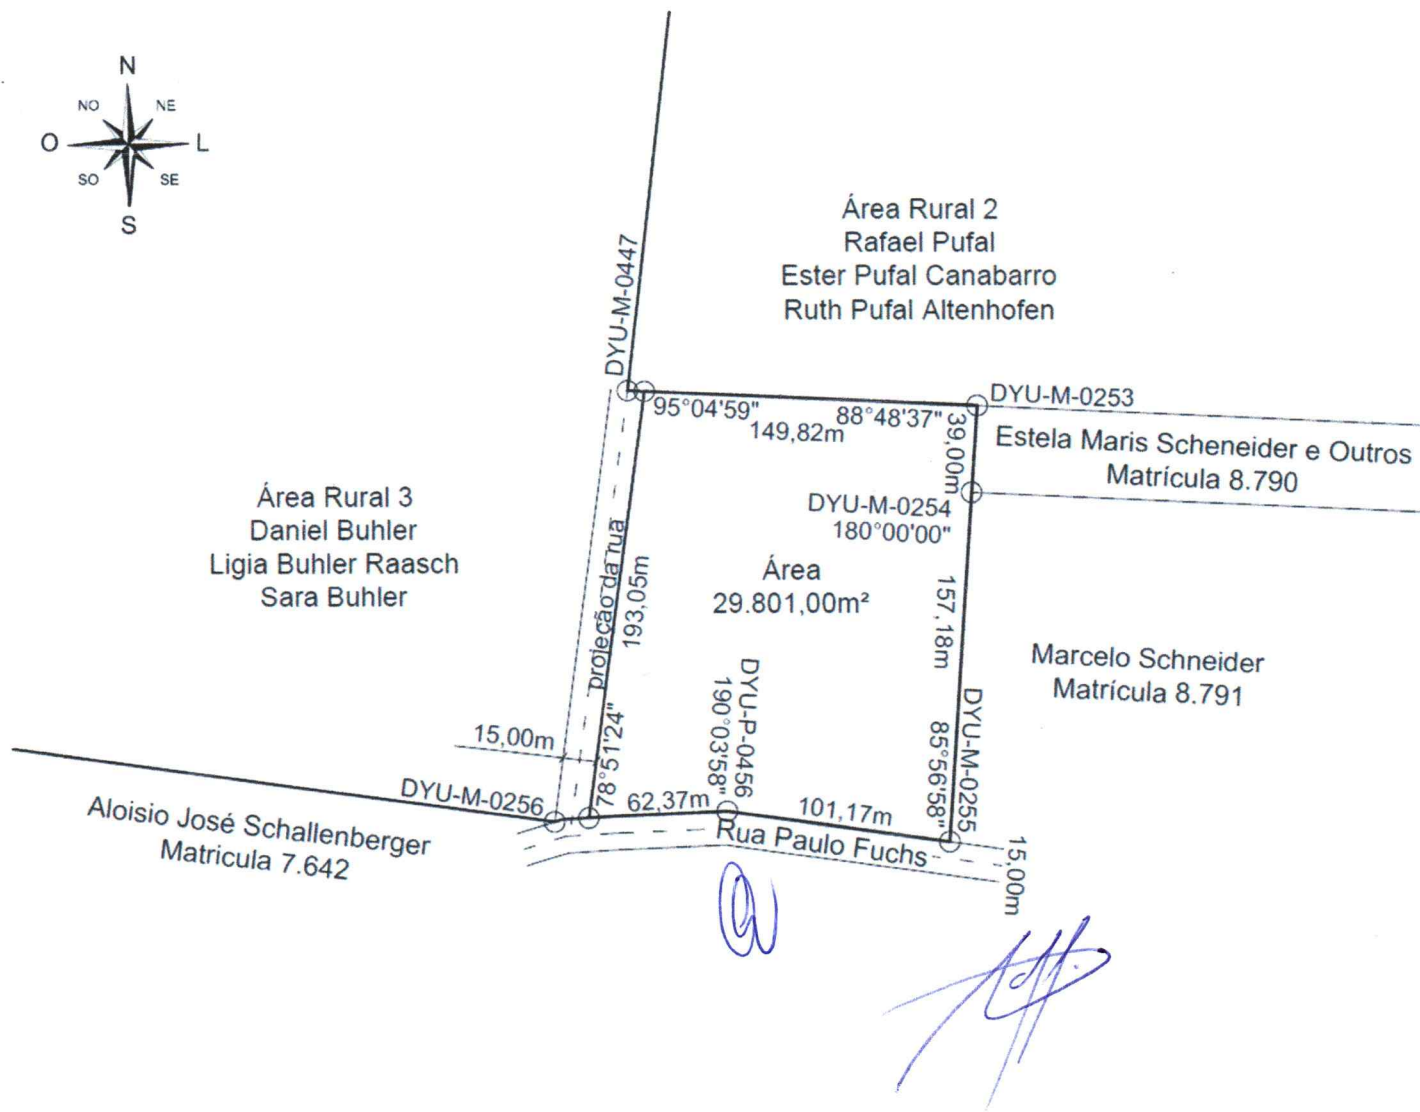 N
NO
NE
O
L
SO
SE
S
Área Rural 2
Rafael Pufal
Ester Pufal Canabarro
Ruth Pufal Altenhofen
DYU-M-0447
DYU-M-0253
95°04'59"
88°48'37"
149,82m
39,00m
Estela Maris Scheneider e Outros
Matrícula 8.790
DYU-M-0254
180°00'00"
Área Rural 3
Daniel Buhler
Ligia Buhler Raasch
Sara Buhler
projeção da rua
193,05m
Área
29.801,00m²
157,18m
Marcelo Schneider
Matrícula 8.791
DYU-P-0456
190°03'58"
DYU-M-0255
85°56'58"
78°51'24"
15,00m
DYU-M-0256
62,37m
101,17m
Rua Paulo Fuchs
15,00m
Aloisio José Schallenberger
Matricula 7.642